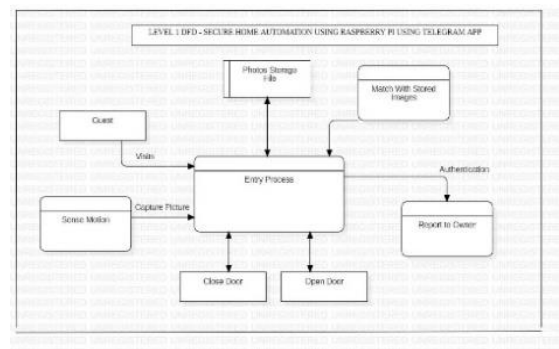 LEVEL 1 DFD - SECURE HOME AUTOMATION USING RASPBERRY PI USING TELEGRAM APP
Photos Storage
File
Match With Stored
Images
Guest
Visits
Entry Process
Authentication
Capture Picture
Sense Motion
Report to Owner
Close Door
Open Door